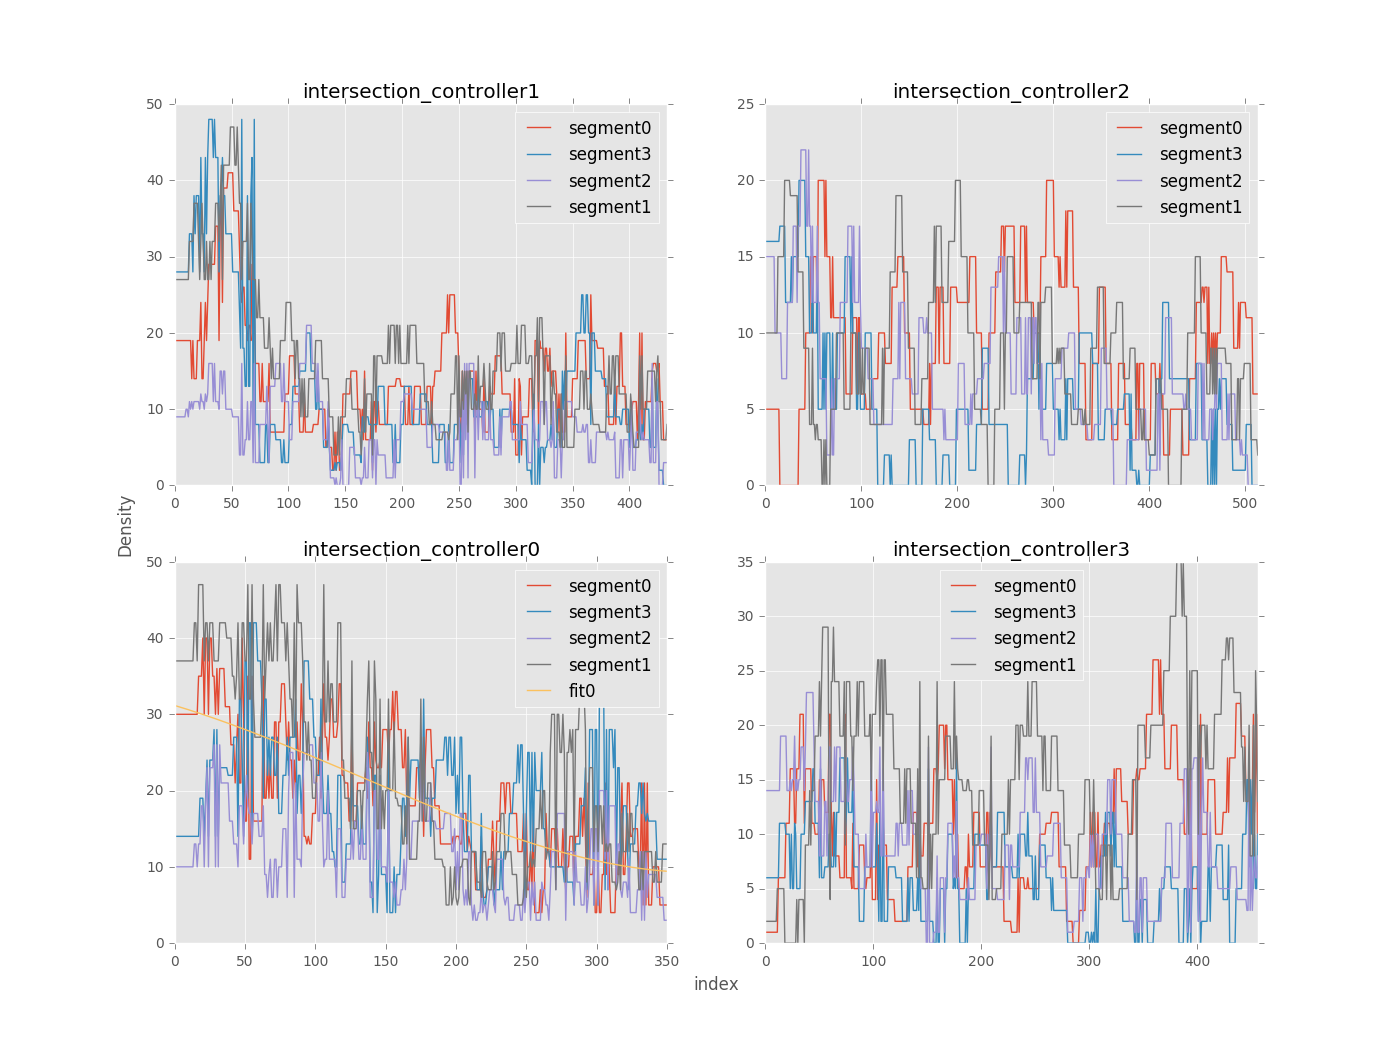 intersection_controller1
50
40
30
20
10
0
0 50 100 150 200 250 300 350 400
segment0
segment3
segment2
segment1
intersection_controller2
25
20
15
10
5
0
0 100 200 300 400 500
segment0
segment3
segment2
segment1
Density
intersection_controller0
50
40
30
20
10
0
0 50 100 150 200 250 300 350
segment0
segment3
segment2
segment1
fit0
intersection_controller3
35
30
25
20
15
10
5
0
0 100 200 300 400
segment0
segment3
segment2
segment1
index